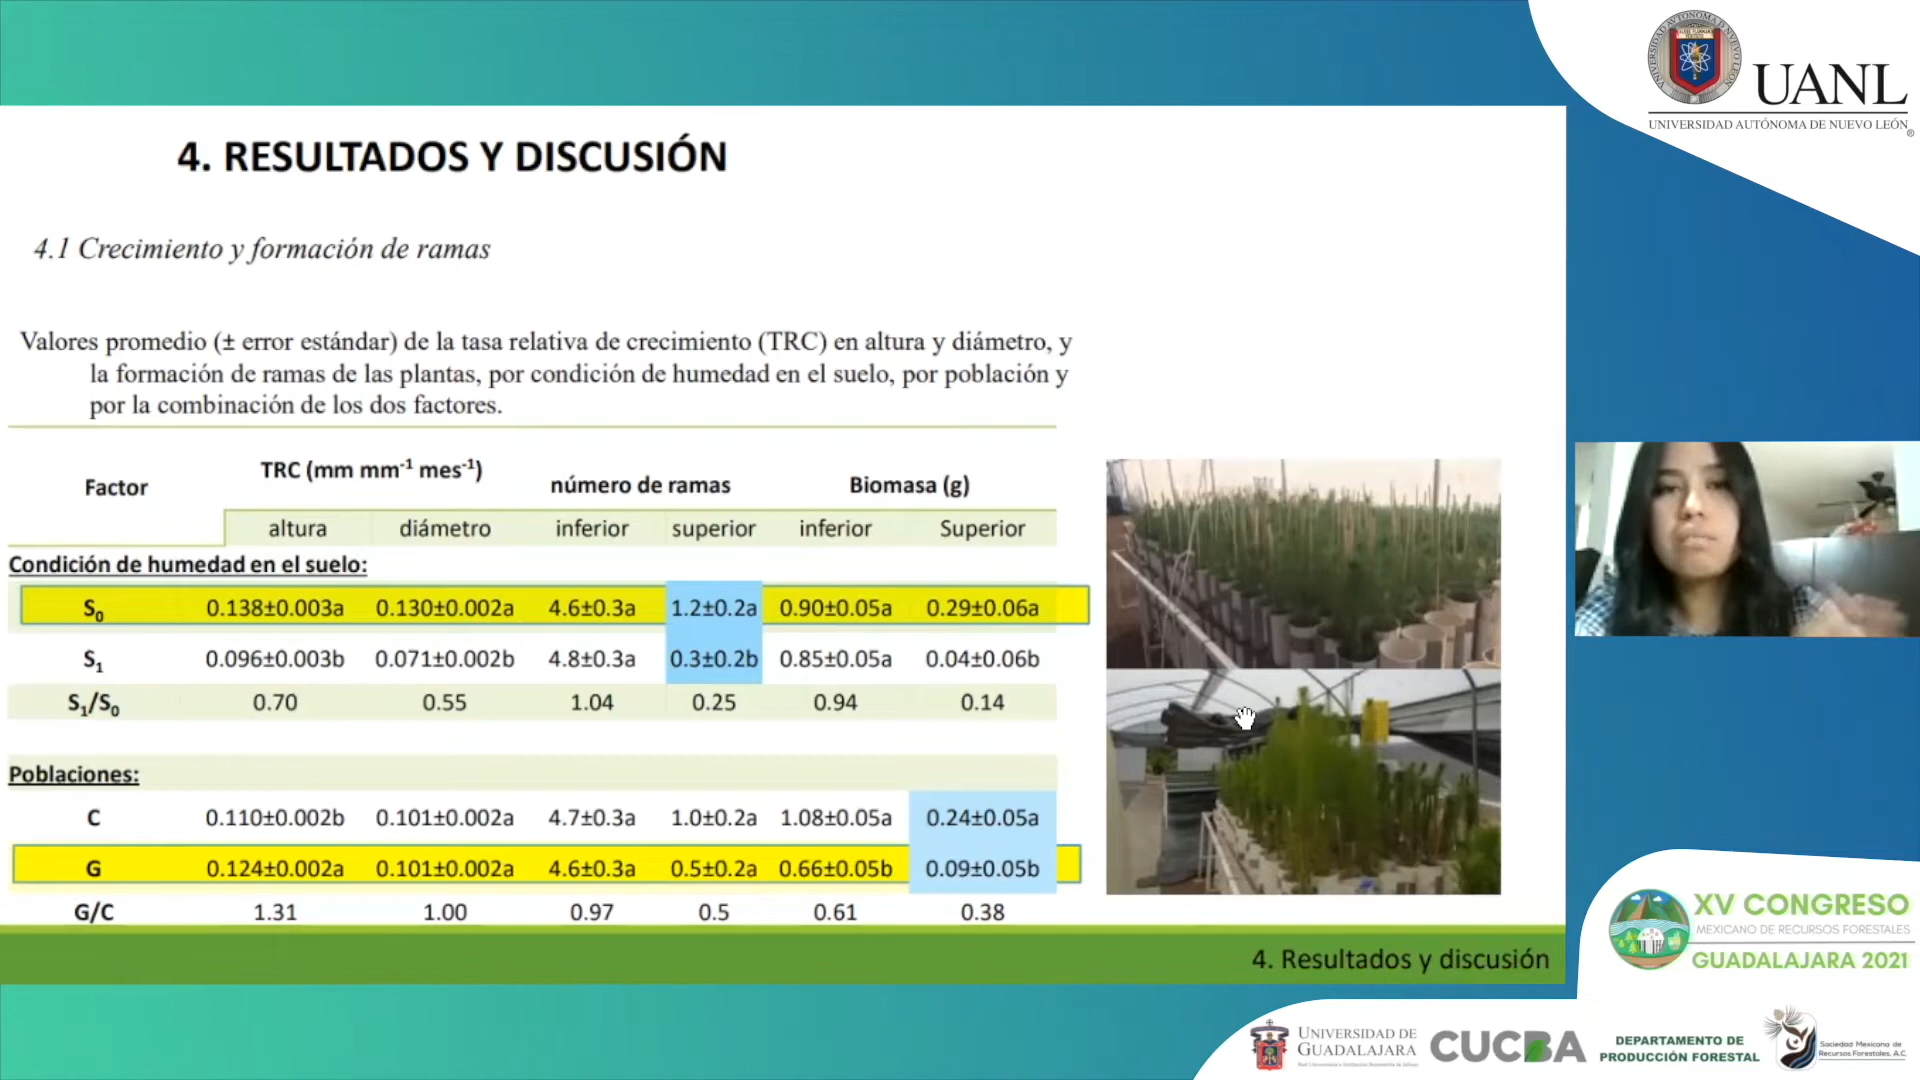 4. RESULTADOS Y DISCUSIÓN
4.1 Crecimiento y formación de ramas
Valores promedio (± error estándar) de la tasa relativa de crecimiento (TRC) en altura y diámetro, y
la formación de ramas de las plantas, por condición de humedad en el suelo, por población y
por la combinación de los dos factores.
Factor TRC (mm mm⁻¹ mes⁻¹) número de ramas Biomasa (g)
altura diámetro inferior superior inferior Superior
Condición de humedad en el suelo:
S₀ 0.138±0.003a 0.130±0.002a 4.6±0.3a 1.2±0.2a 0.90±0.05a 0.29±0.06a
S₁ 0.096±0.003b 0.071±0.002b 4.8±0.3a 0.3±0.2b 0.85±0.05a 0.04±0.06b
S₁/S₀ 0.70 0.55 1.04 0.25 0.94 0.14
Poblaciones:
C 0.110±0.002b 0.101±0.002a 4.7±0.3a 1.0±0.2a 1.08±0.05a 0.24±0.05a
G 0.124±0.002a 0.101±0.002a 4.6±0.3a 0.5±0.2a 0.66±0.05b 0.09±0.05b
G/C 1.31 1.00 0.97 0.5 0.61 0.38
4. Resultados y discusión
UANL
UNIVERSIDAD AUTÓNOMA DE NUEVO LEÓN®
XV CONGRESO
MEXICANO DE RECURSOS FORESTALES
GUADALAJARA 2021
UNIVERSIDAD DE
GUADALAJARA
CUCBA
DEPARTAMENTO DE
PRODUCCIÓN FORESTAL
Sociedad Mexicana de
Recursos Forestales, A.C.